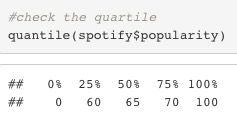 #check the quartile
quantile(spotify$popularity)
##   0%  25%  50%  75% 100%
##    0   60   65   70  100